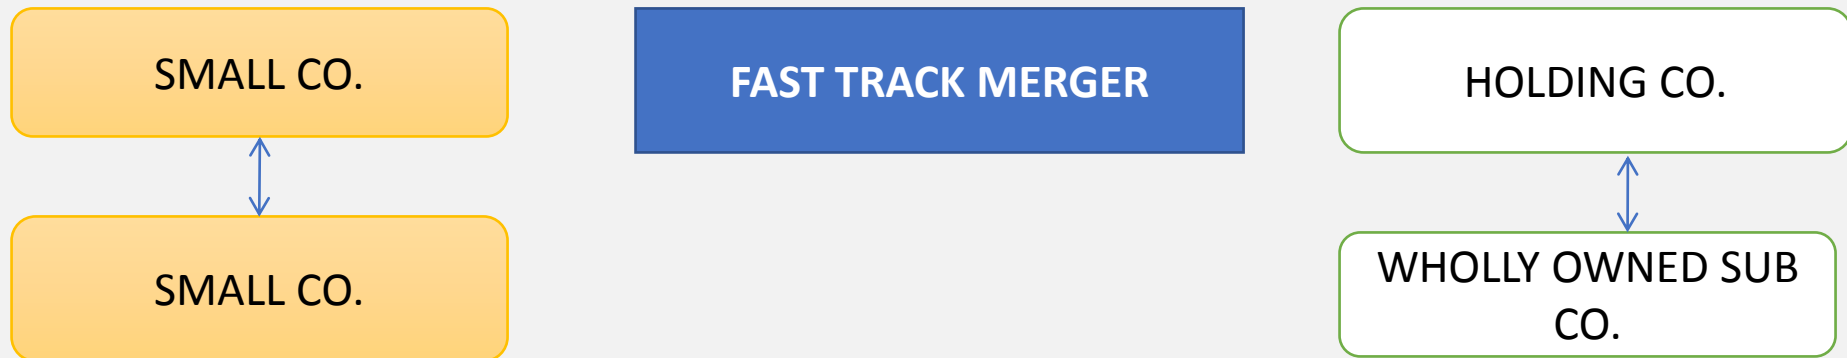 SMALL CO.
FAST TRACK MERGER
HOLDING CO.
SMALL CO.
WHOLLY OWNED SUB
CO.